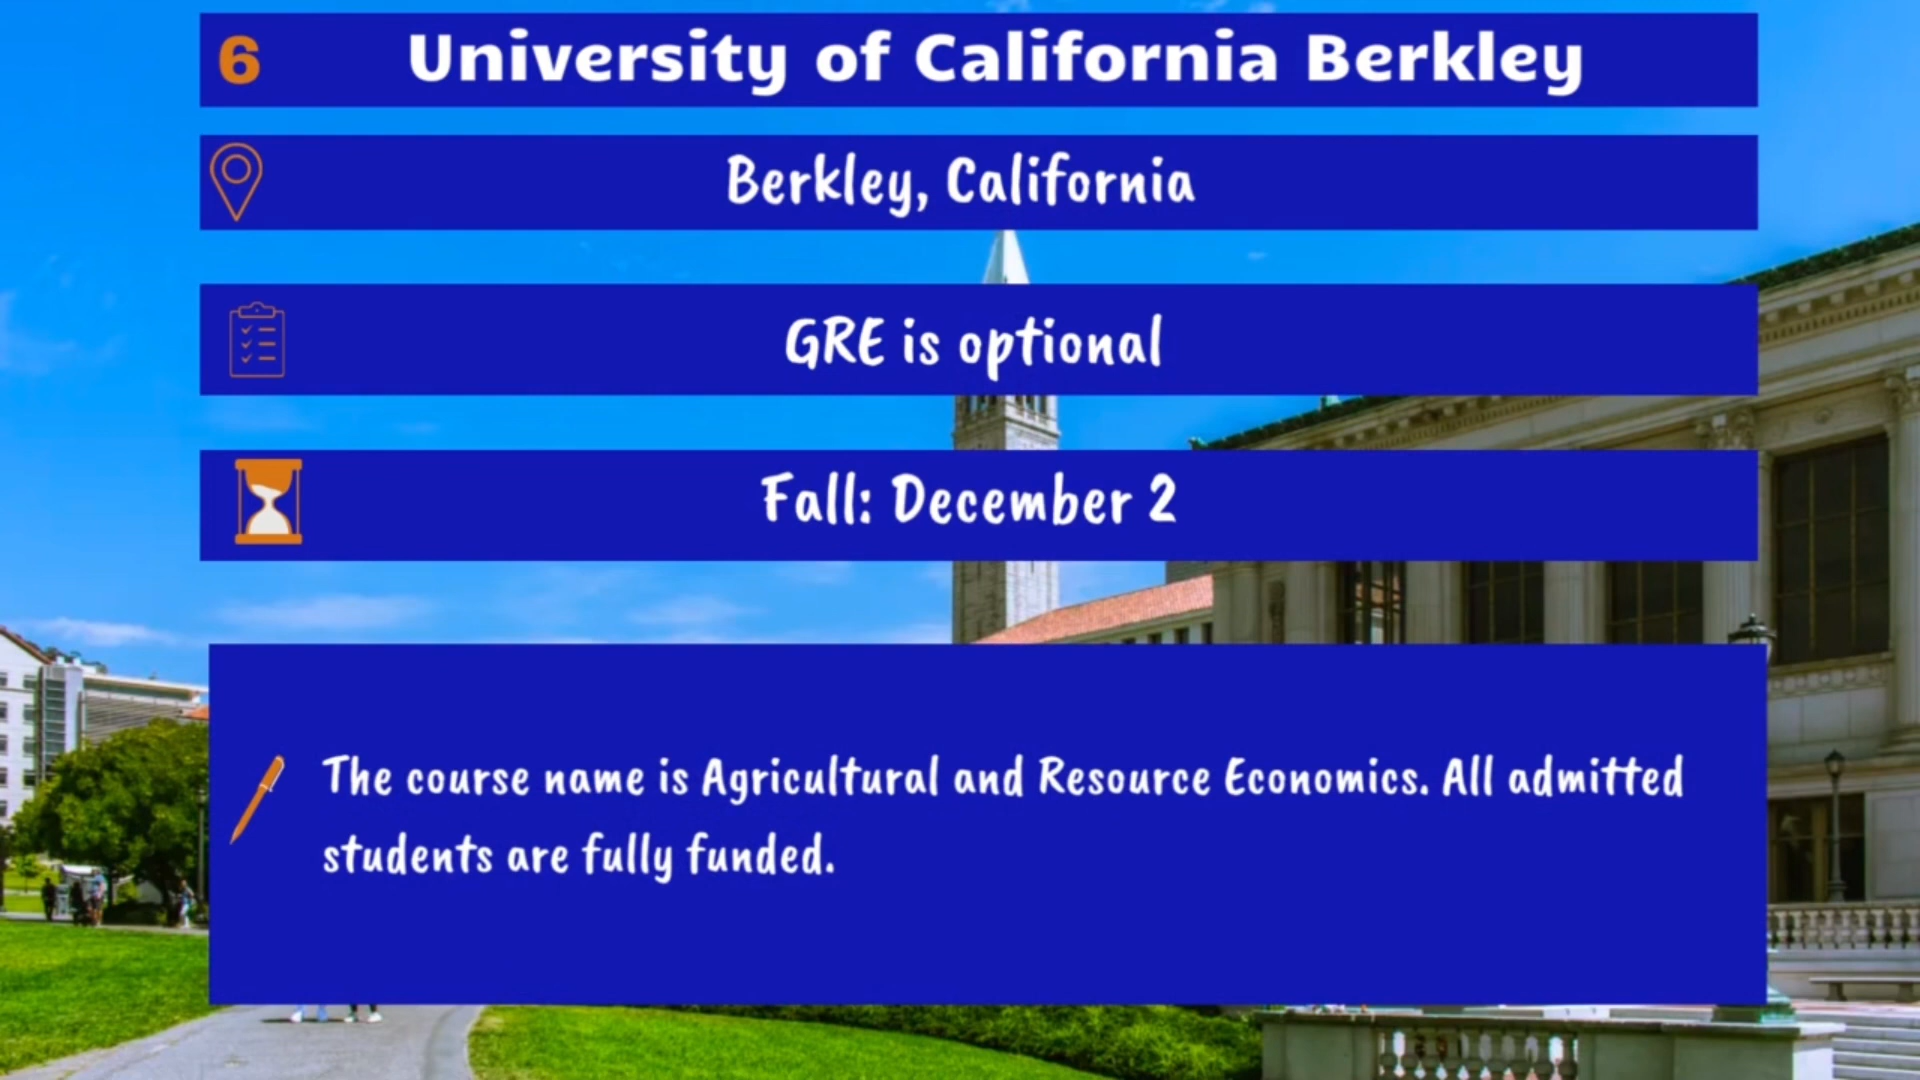 6 University of California Berkley
Berkley, California
GRE is optional
Fall: December 2
The course name is Agricultural and Resource Economics. All admitted
students are fully funded.